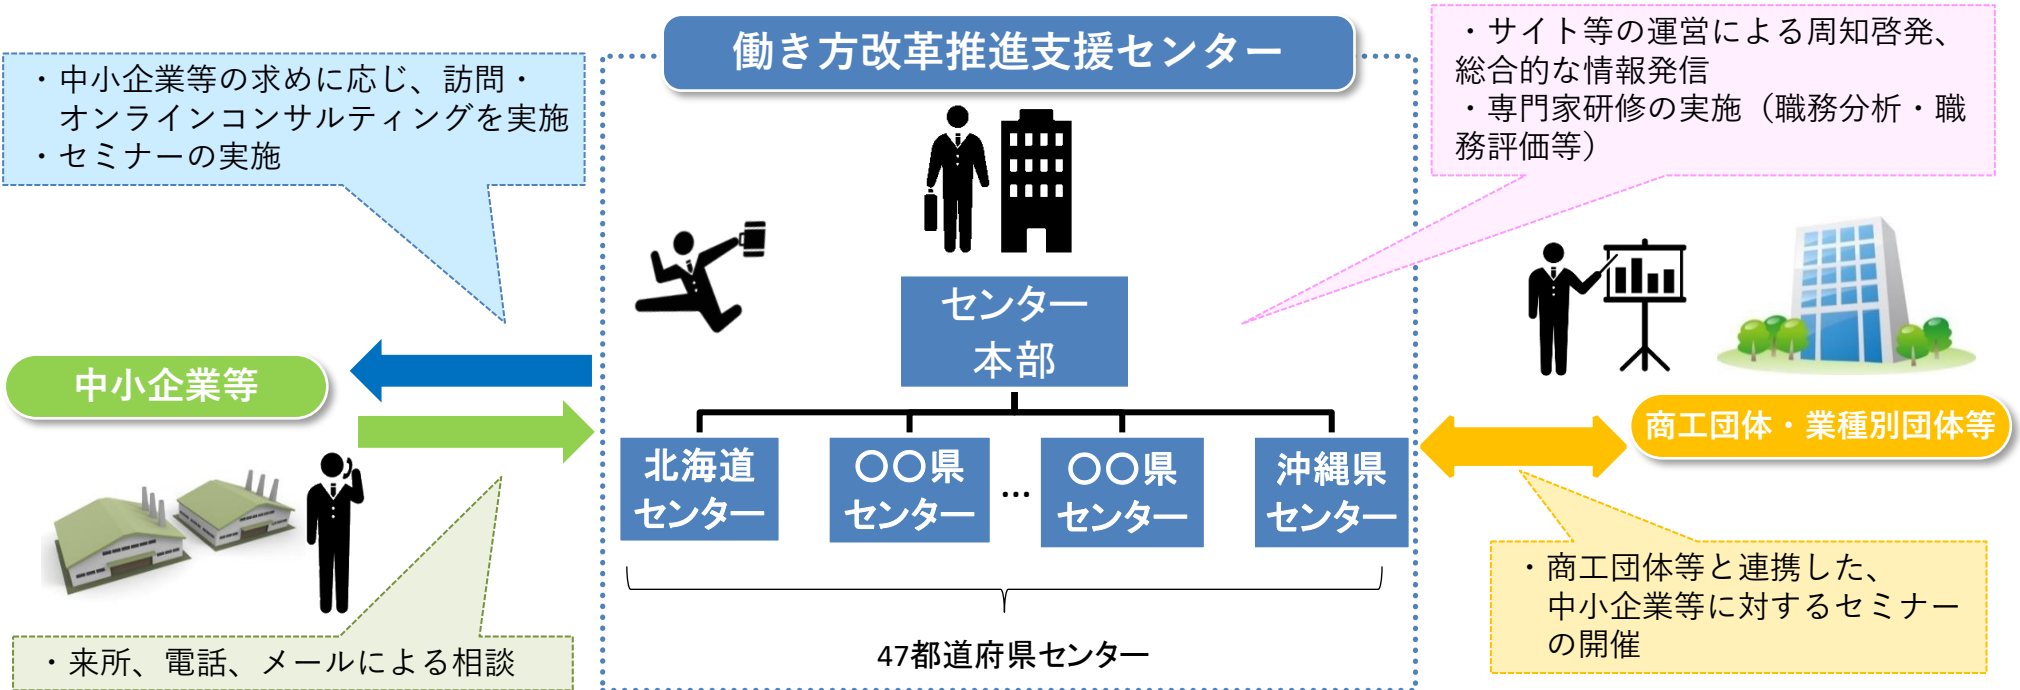 働き方改革推進支援センター
・中小企業等の求めに応じ、訪問・
オンラインコンサルティングを実施
・セミナーの実施
・サイト等の運営による周知啓発、
総合的な情報発信
・専門家研修の実施（職務分析・職
務評価等）
センター
本部
中小企業等
商工団体・業種別団体等
北海道
センター
〇〇県
センター
…
〇〇県
センター
沖縄県
センター
・商工団体等と連携した、
中小企業等に対するセミナー
の開催
・来所、電話、メールによる相談
47都道府県センター